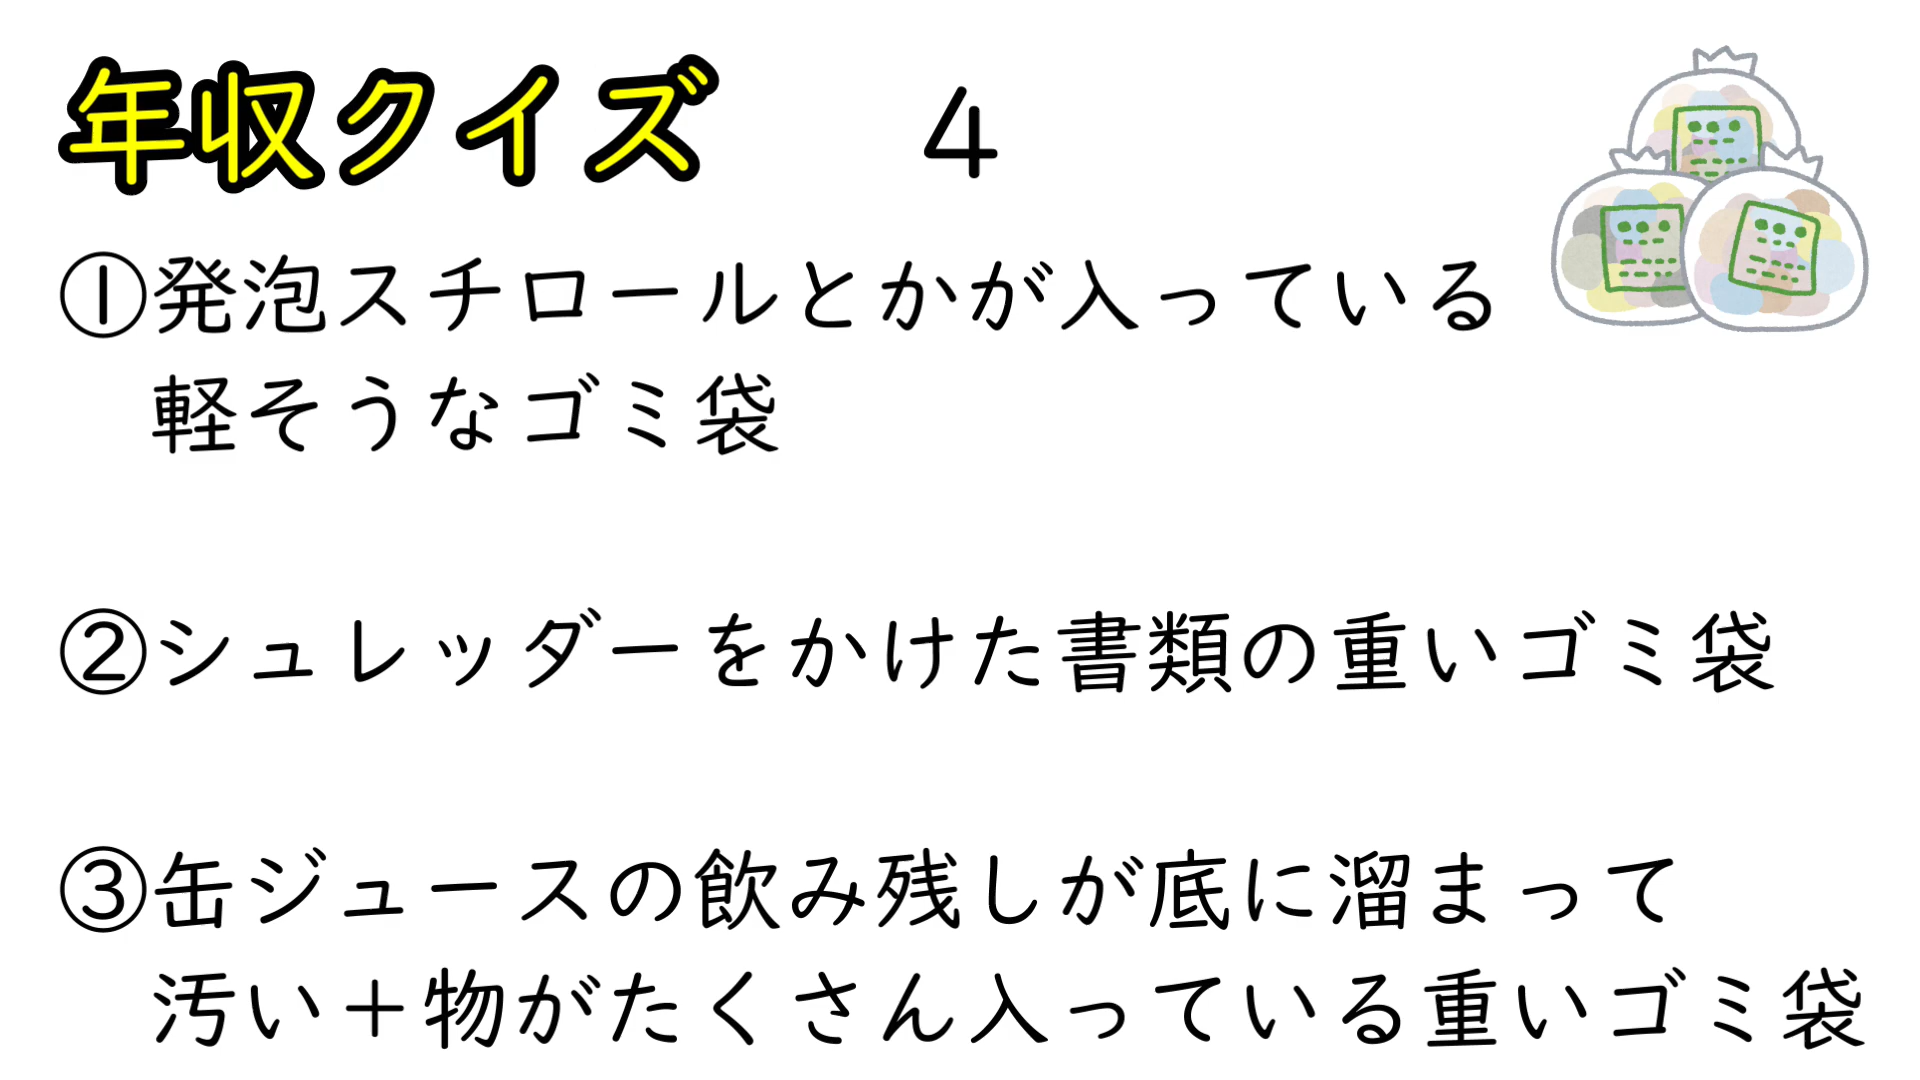 年収クイズ　4
①発泡スチロールとかが入っている
軽そうなゴミ袋
②シュレッダーをかけた書類の重いゴミ袋
③缶ジュースの飲み残しが底に溜まって
汚い＋物がたくさん入っている重いゴミ袋